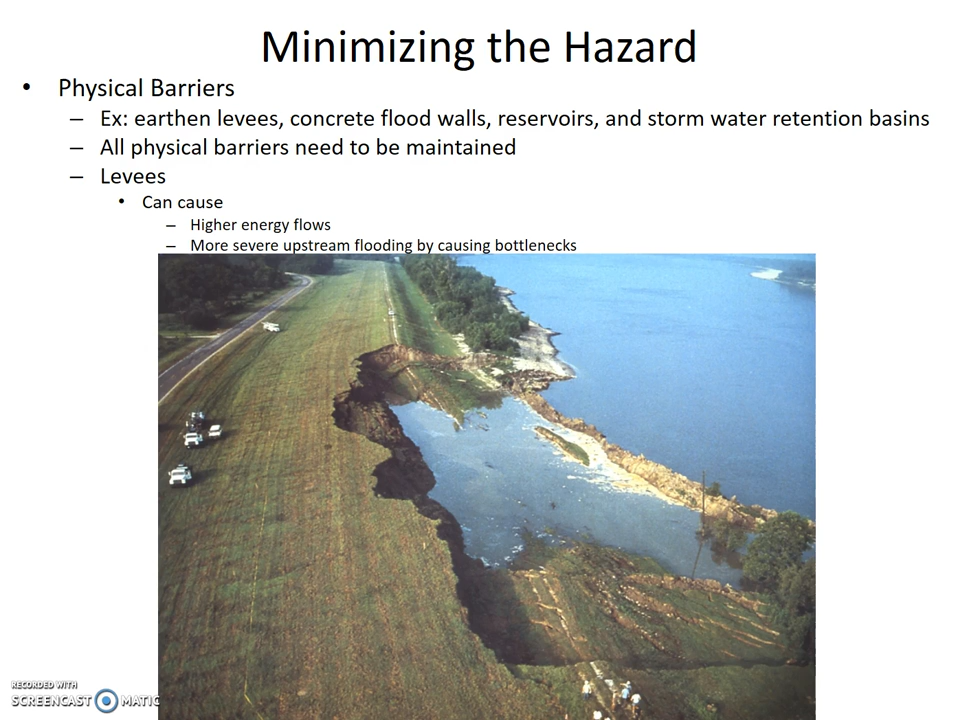 Minimizing the Hazard
• Physical Barriers
– Ex: earthen levees, concrete flood walls, reservoirs, and storm water retention basins
– All physical barriers need to be maintained
– Levees
• Can cause
– Higher energy flows
– More severe upstream flooding by causing bottlenecks
RECORDED WITH
SCREENCAST MATIC